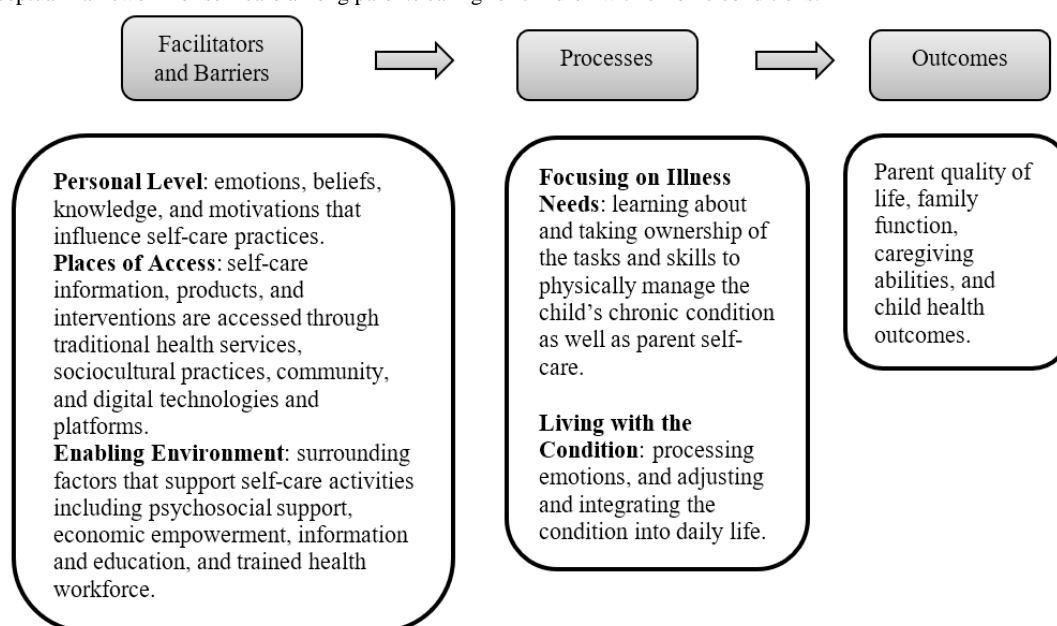 Facilitators
and Barriers
Processes
Outcomes
Personal Level: emotions, beliefs,
knowledge, and motivations that
influence self-care practices.
Places of Access: self-care
information, products, and
interventions are accessed through
traditional health services,
sociocultural practices, community,
and digital technologies and
platforms.
Enabling Environment: surrounding
factors that support self-care activities
including psychosocial support,
economic empowerment, information
and education, and trained health
workforce.
Focusing on Illness
Needs: learning about
and taking ownership of
the tasks and skills to
physically manage the
child’s chronic condition
as well as parent self-
care.
Living with the
Condition: processing
emotions, and adjusting
and integrating the
condition into daily life.
Parent quality of
life, family
function,
caregiving
abilities, and
child health
outcomes.